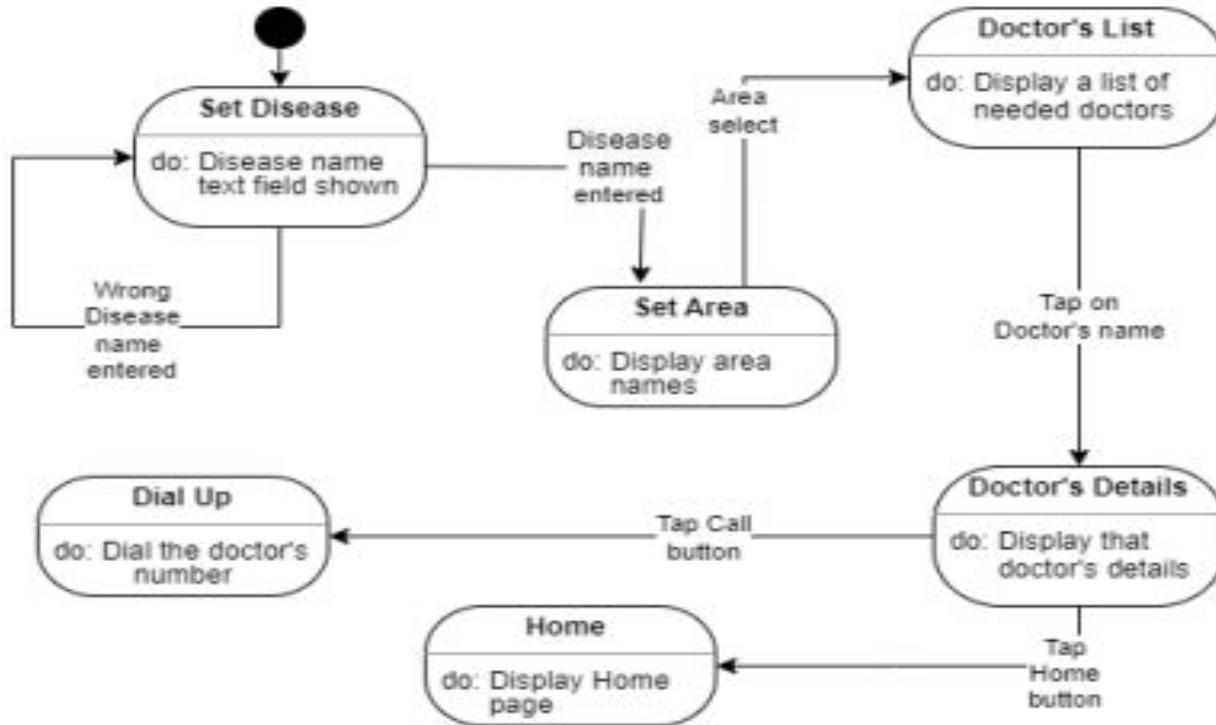 Set Disease
do: Disease name
text field shown
Wrong
Disease
name
entered
Disease
name
entered
Set Area
do: Display area
names
Area
select
Doctor's List
do: Display a list of
needed doctors
Tap on
Doctor's name
Doctor's Details
do: Display that
doctor's details
Tap Call
button
Dial Up
do: Dial the doctor's
number
Tap
Home
button
Home
do: Display Home
page